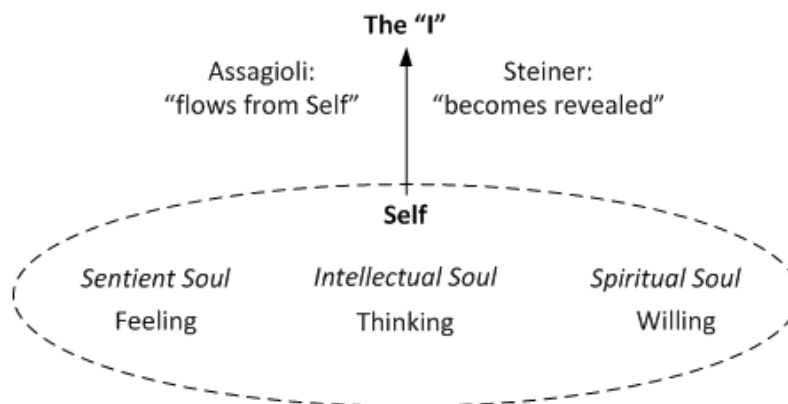 The "I"
Assagioli:
"flows from Self"
Steiner:
"becomes revealed"
Self
Sentient Soul
Feeling
Intellectual Soul
Thinking
Spiritual Soul
Willing